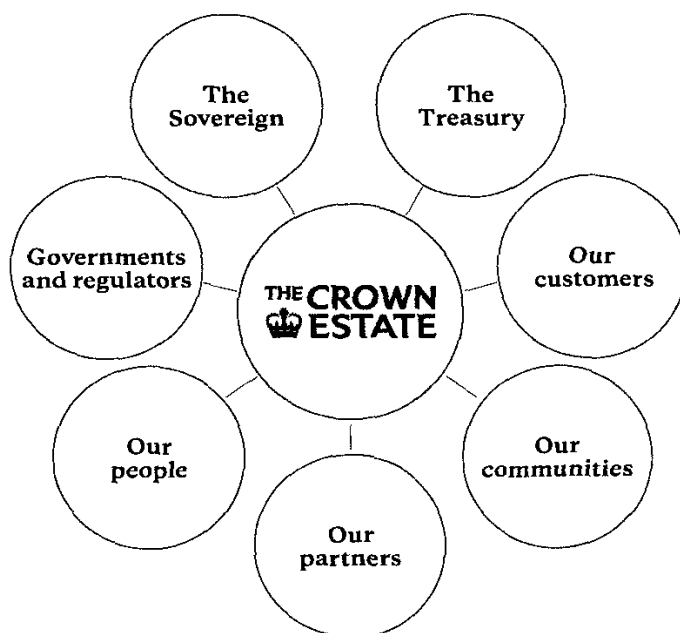 The
Sovereign
The
Treasury
Governments
and regulators
THE CROWN
ESTATE
Our
customers
Our
people
Our
communities
Our
partners